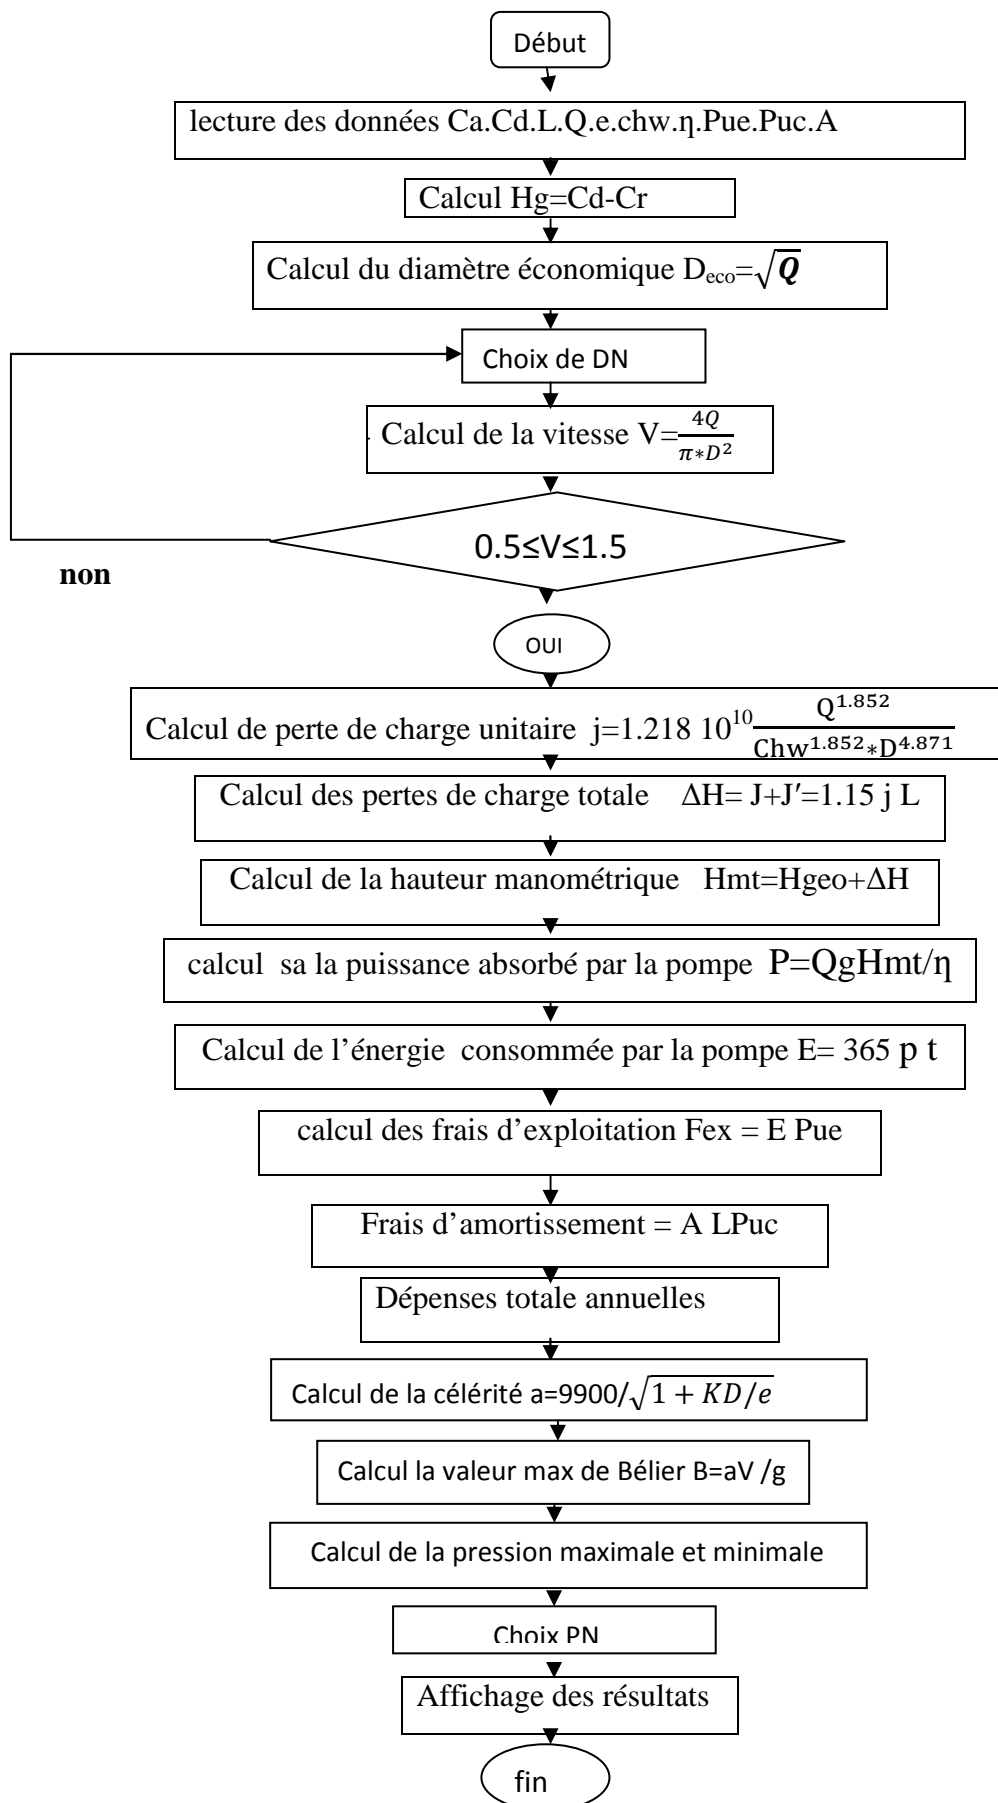 Début
lecture des données Ca.Cd.L.Q.e.chw.η.Pue.Puc.A
Calcul Hg=Cd-Cr
Calcul du diamètre économique Deco=√Q
Choix de DN
Calcul de la vitesse V=4Q/π∗D²
0.5≤V≤1.5
non
OUI
Calcul de perte de charge unitaire j=1.218 10¹⁰ Q^1.852/Chw^1.852∗D^4.871
Calcul des pertes de charge totale ΔH= J+J′=1.15 j L
Calcul de la hauteur manométrique Hmt=Hgeo+ΔH
calcul sa la puissance absorbé par la pompe P=QgHmt/η
Calcul de l’énergie consommée par la pompe E= 365 p t
calcul des frais d’exploitation Fex = E Pue
Frais d’amortissement = A LPuc
Dépenses totale annuelles
Calcul de la célérité a=9900/√1 + KD/e
Calcul la valeur max de Bélier B=aV /g
Calcul de la pression maximale et minimale
Choix PN
Affichage des résultats
fin